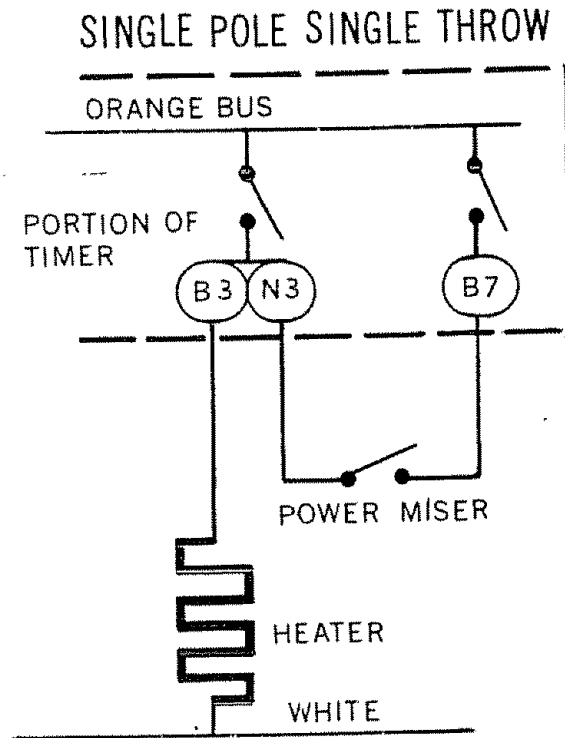 SINGLE POLE SINGLE THROW
ORANGE BUS
PORTION OF
TIMER
B3 N3 B7
POWER MISER
HEATER
WHITE